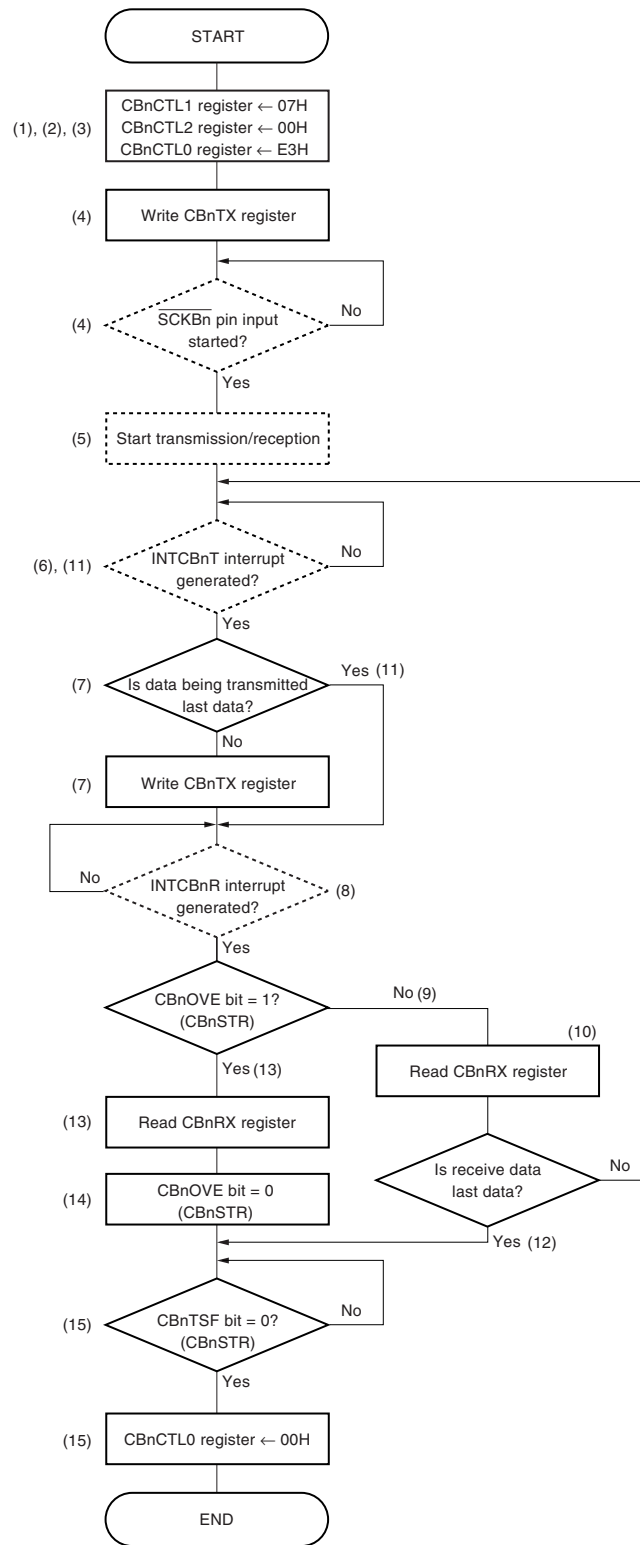 START
(1), (2), (3)
CBnCTL1 register ← 07H
CBnCTL2 register ← 00H
CBnCTL0 register ← E3H
(4)
Write CBnTX register
(4)
SCKBn pin input
started?
No
Yes
(5)
Start transmission/reception
(6), (11)
INTCBnT interrupt
generated?
No
Yes
(7)
Is data being transmitted
last data?
Yes (11)
No
(7)
Write CBnTX register
No
INTCBnR interrupt
generated?
(8)
Yes
CBnOVE bit = 1?
(CBnSTR)
No (9)
Yes (13)
(10)
Read CBnRX register
(13)
Read CBnRX register
Is receive data
last data?
No
(14)
CBnOVE bit = 0
(CBnSTR)
Yes (12)
(15)
CBnTSF bit = 0?
(CBnSTR)
No
Yes
(15)
CBnCTL0 register ← 00H
END